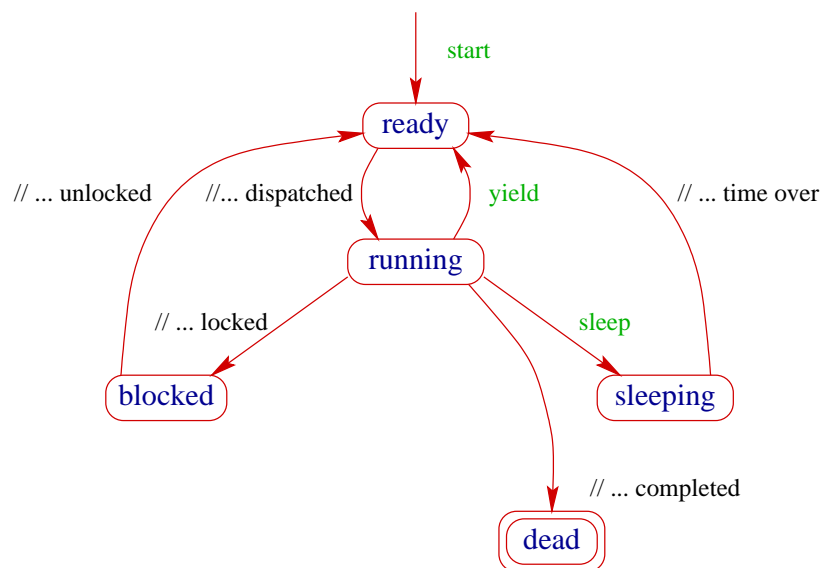 start
ready
// ... unlocked
//... dispatched
yield
// ... time over
running
// ... locked
sleep
blocked
sleeping
// ... completed
dead